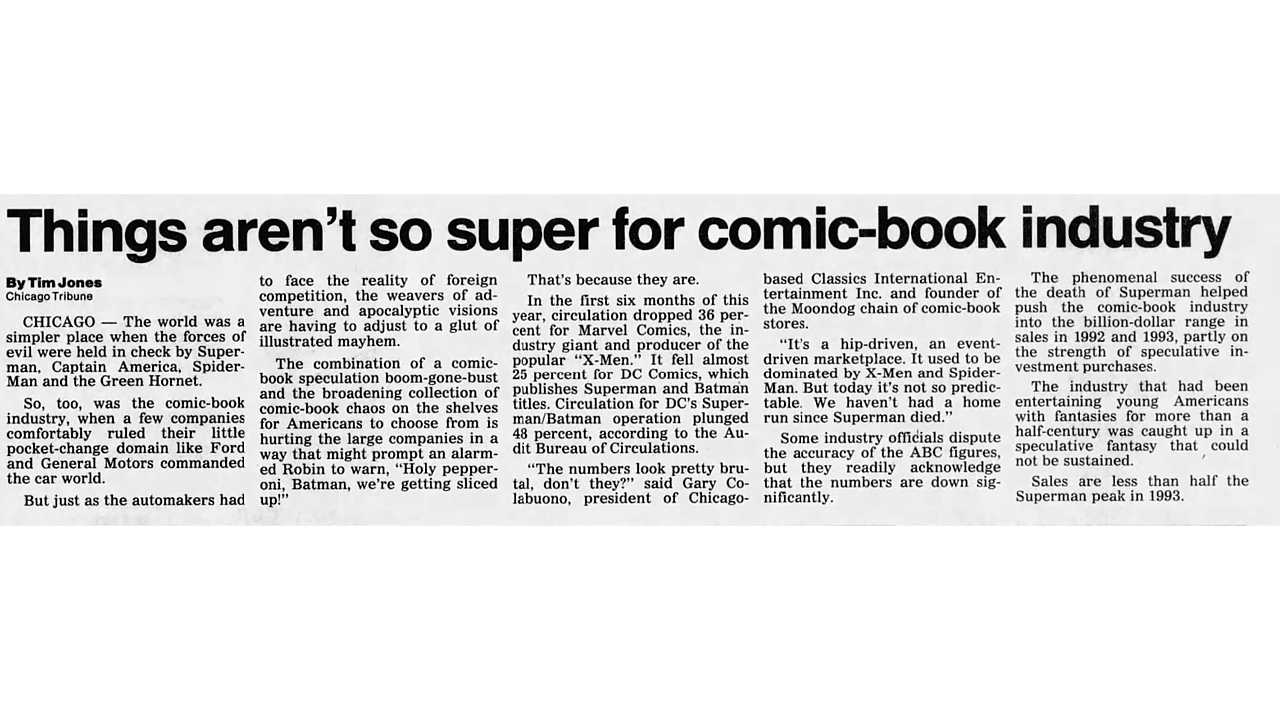 Things aren't so super for comic-book industry
By Tim Jones
Chicago Tribune
CHICAGO — The world was a
simpler place when the forces of
evil were held in check by Super-
man, Captain America, Spider-
Man and the Green Hornet.
So, too, was the comic-book
industry, when a few companies
comfortably ruled their little
pocket-change domain like Ford
and General Motors commanded
the car world.
But just as the automakers had
to face the reality of foreign
competition, the weavers of ad-
venture and apocalyptic visions
are having to adjust to a glut of
illustrated mayhem.
The combination of a comic-
book speculation boom-gone-bust
and the broadening collection of
comic-book chaos on the shelves
for Americans to choose from is
hurting the large companies in a
way that might prompt an alarm-
ed Robin to warn, “Holy pepper-
oni, Batman, we're getting sliced
up!”
That's because they are.
In the first six months of this
year, circulation dropped 36 per-
cent for Marvel Comics, the in-
dustry giant and producer of the
popular “X-Men.” It fell almost
25 percent for DC Comics, which
publishes Superman and Batman
titles. Circulation for DC's Super-
man/Batman operation plunged
48 percent, according to the Au-
dit Bureau of Circulations.
“The numbers look pretty bru-
tal, don't they?” said Gary Co-
labuono, president of Chicago-
based Classics International En-
tertainment Inc. and founder of
the Moondog chain of comic-book
stores.
“It's a hip-driven, an event-
driven marketplace. It used to be
dominated by X-Men and Spider-
Man. But today it's not so predic-
table. We haven't had a home
run since Superman died.”
Some industry officials dispute
the accuracy of the ABC figures,
but they readily acknowledge
that the numbers are down sig-
nificantly.
The phenomenal success of
the death of Superman helped
push the comic-book industry
into the billion-dollar range in
sales in 1992 and 1993, partly on
the strength of speculative in-
vestment purchases.
The industry that had been
entertaining young Americans
with fantasies for more than a
half-century was caught up in a
speculative fantasy that could
not be sustained.
Sales are less than half the
Superman peak in 1993.